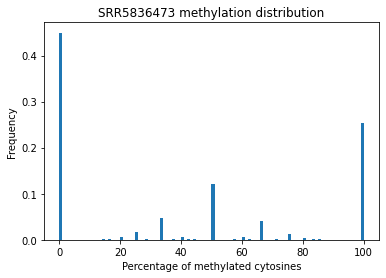 SRR5836473 methylation distribution
Frequency
0.4
0.3
0.2
0.1
0.0
0 20 40 60 80 100
Percentage of methylated cytosines